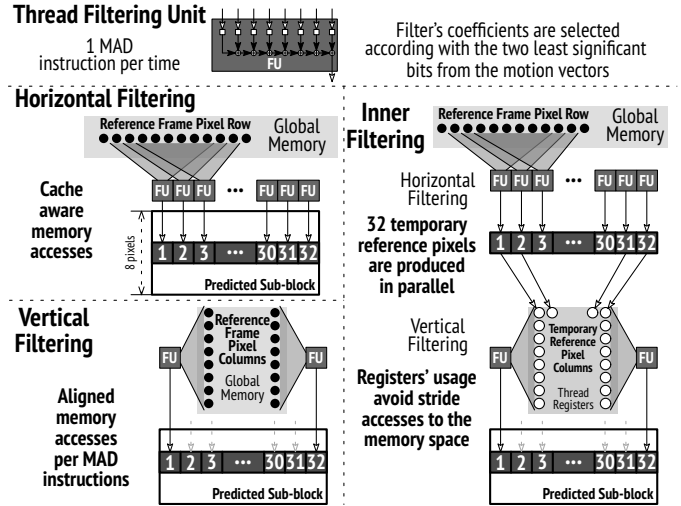 Thread Filtering Unit
1 MAD
instruction per time
FU
Filter's coefficients are selected
according with the two least significant
bits from the motion vectors
Horizontal Filtering
Reference Frame Pixel Row
Global
Memory
FU FU FU ••• FU FU FU
Cache
aware
memory
accesses
8 pixels
1 2 3 ••• 30 31 32
Predicted Sub-block
Vertical
Filtering
Reference
Frame
Pixel
Columns
Global
Memory
FU
FU
Aligned
memory
accesses
per MAD
instructions
1 2 3 ••• 30 31 32
Predicted Sub-block
Inner
Filtering
Reference Frame Pixel Row
Global
Memory
Horizontal
Filtering
FU FU FU ••• FU FU FU
32 temporary
reference pixels
are produced
in parallel
1 2 3 ••• 30 31 32
Vertical
Filtering
Temporary
Reference
Pixel
Columns
Thread
Registers
FU
FU
Registers' usage
avoid stride
accesses to the
memory space
1 2 3 ••• 30 31 32
Predicted Sub-block